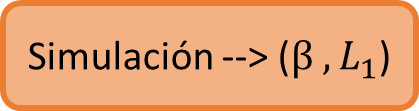 Simulación --> (β , L₁)